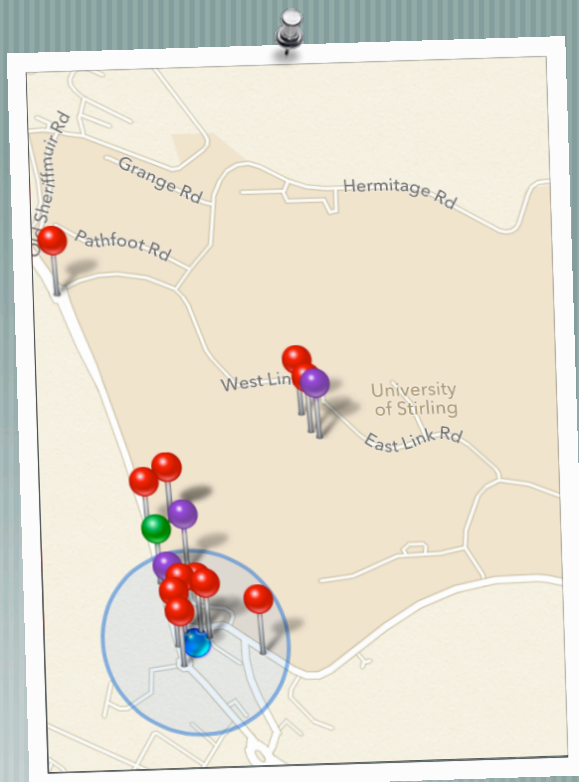 Old Sheriffmuir Rd
Grange Rd
Hermitage Rd
Pathfoot Rd
West Lin
University
of Stirling
East Link Rd